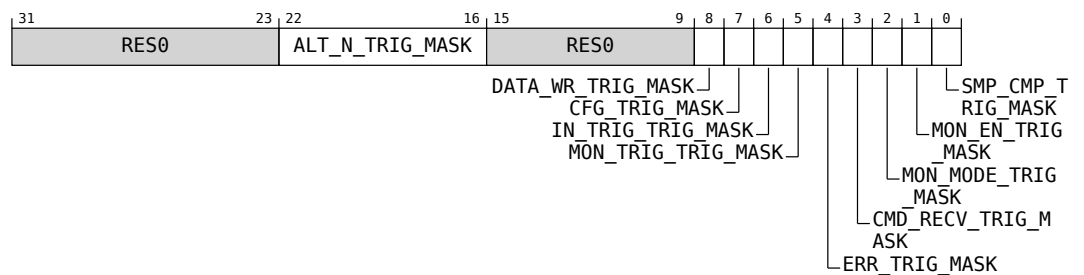 31 23 22 16 15 9 8 7 6 5 4 3 2 1 0
RES0 ALT_N_TRIG_MASK RES0
DATA_WR_TRIG_MASK SMP_CMP_T
CFG_TRIG_MASK RIG_MASK
IN_TRIG_TRIG_MASK MON_EN_TRIG
MON_TRIG_TRIG_MASK _MASK
MON_MODE_TRIG
_MASK
CMD_RECV_TRIG_M
ASK
ERR_TRIG_MASK